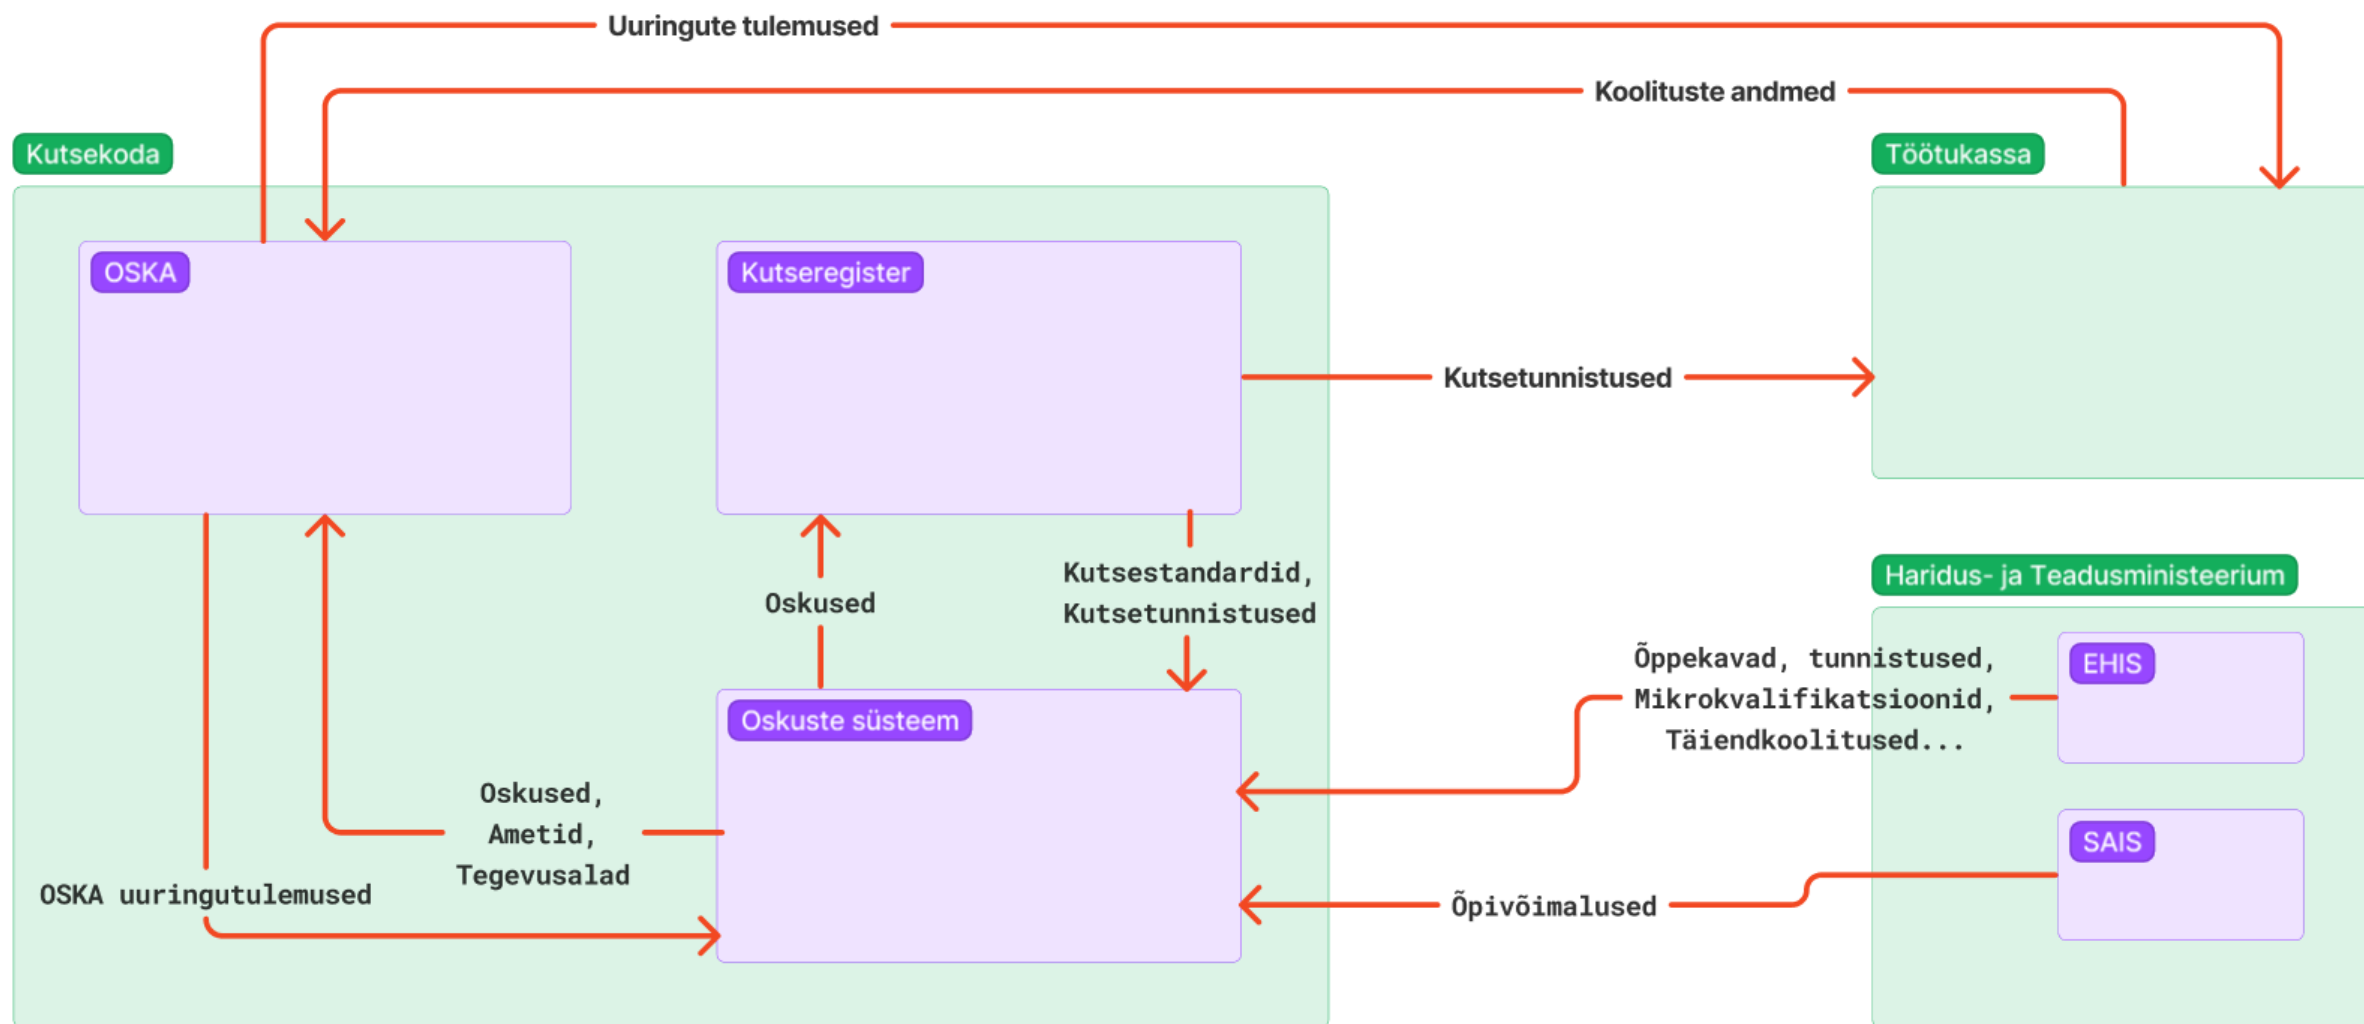 Uuringute tulemused
Koolituste andmed
Kutsekoda
Töötukassa
OSKA
Kutseregister
Kutsetunnistused
Kutsestandardid,
Kutsetunnistused
Oskused
Haridus- ja Teadusministeerium
Õppekavad, tunnistused,
Mikrokvalifikatsioonid,
Täiendkoolitused...
EHIS
Oskuste süsteem
Oskused,
Ametid,
Tegevusalad
SAIS
OSKA uuringutulemused
Õpivõimalused